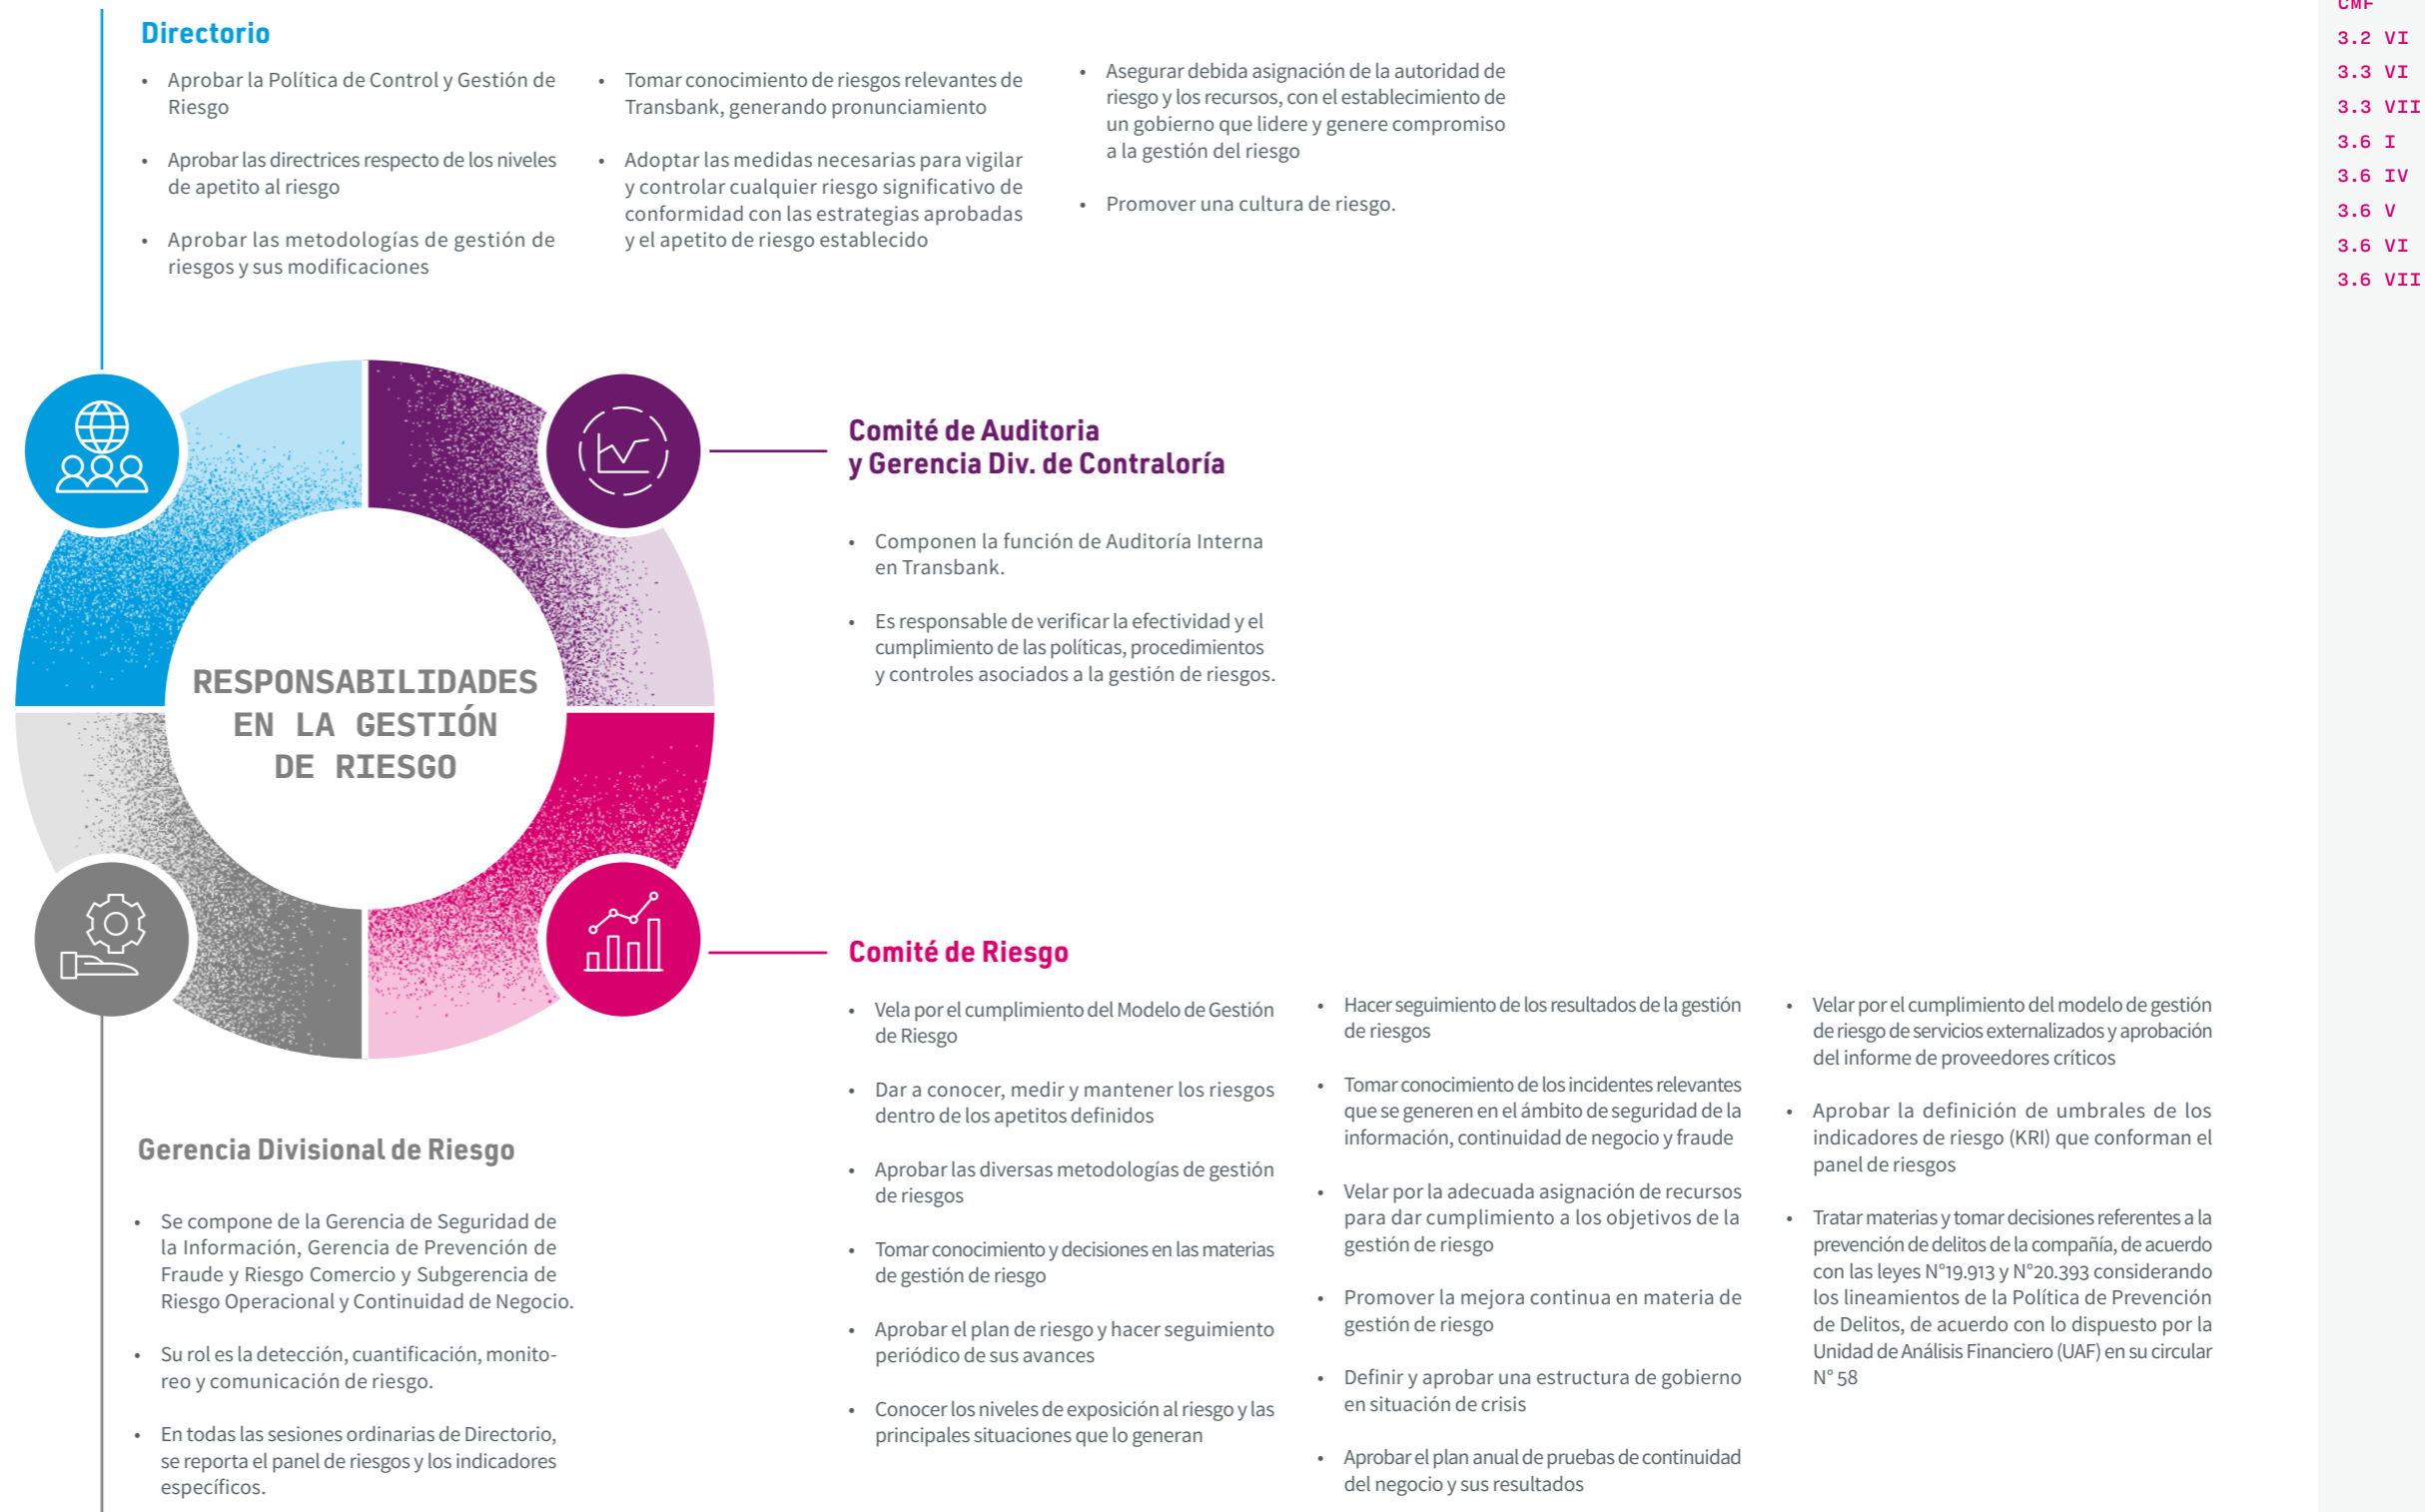 Directorio
• Aprobar la Política de Control y Gestión de
Riesgo
• Aprobar las directrices respecto de los niveles
de apetito al riesgo
• Aprobar las metodologías de gestión de
riesgos y sus modificaciones
• Tomar conocimiento de riesgos relevantes de
Transbank, generando pronunciamiento
• Adoptar las medidas necesarias para vigilar
y controlar cualquier riesgo significativo de
conformidad con las estrategias aprobadas
y el apetito de riesgo establecido
• Asegurar debida asignación de la autoridad de
riesgo y los recursos, con el establecimiento de
un gobierno que lidere y genere compromiso
a la gestión del riesgo
• Promover una cultura de riesgo.
CMF
3.2 VI
3.3 VI
3.3 VII
3.6 I
3.6 IV
3.6 V
3.6 VI
3.6 VII
RESPONSABILIDADES
EN LA GESTIÓN
DE RIESGO
Comité de Auditoria
y Gerencia Div. de Contraloría
• Componen la función de Auditoría Interna
en Transbank.
• Es responsable de verificar la efectividad y el
cumplimiento de las políticas, procedimientos
y controles asociados a la gestión de riesgos.
Gerencia Divisional de Riesgo
• Se compone de la Gerencia de Seguridad de
la Información, Gerencia de Prevención de
Fraude y Riesgo Comercio y Subgerencia de
Riesgo Operacional y Continuidad de Negocio.
• Su rol es la detección, cuantificación, monito-
reo y comunicación de riesgo.
• En todas las sesiones ordinarias de Directorio,
se reporta el panel de riesgos y los indicadores
específicos.
Comité de Riesgo
• Vela por el cumplimiento del Modelo de Gestión
de Riesgo
• Dar a conocer, medir y mantener los riesgos
dentro de los apetitos definidos
• Aprobar las diversas metodologías de gestión
de riesgos
• Tomar conocimiento y decisiones en las materias
de gestión de riesgo
• Aprobar el plan de riesgo y hacer seguimiento
periódico de sus avances
• Conocer los niveles de exposición al riesgo y las
principales situaciones que lo generan
• Hacer seguimiento de los resultados de la gestión
de riesgos
• Tomar conocimiento de los incidentes relevantes
que se generen en el ámbito de seguridad de la
información, continuidad de negocio y fraude
• Velar por la adecuada asignación de recursos
para dar cumplimiento a los objetivos de la
gestión de riesgo
• Promover la mejora continua en materia de
gestión de riesgo
• Definir y aprobar una estructura de gobierno
en situación de crisis
• Aprobar el plan anual de pruebas de continuidad
del negocio y sus resultados
• Velar por el cumplimiento del modelo de gestión
de riesgo de servicios externalizados y aprobación
del informe de proveedores críticos
• Aprobar la definición de umbrales de los
indicadores de riesgo (KRI) que conforman el
panel de riesgos
• Tratar materias y tomar decisiones referentes a la
prevención de delitos de la compañía, de acuerdo
con las leyes N°19.913 y N°20.393 considerando
los lineamientos de la Política de Prevención
de Delitos, de acuerdo con lo dispuesto por la
Unidad de Análisis Financiero (UAF) en su circular
N° 58